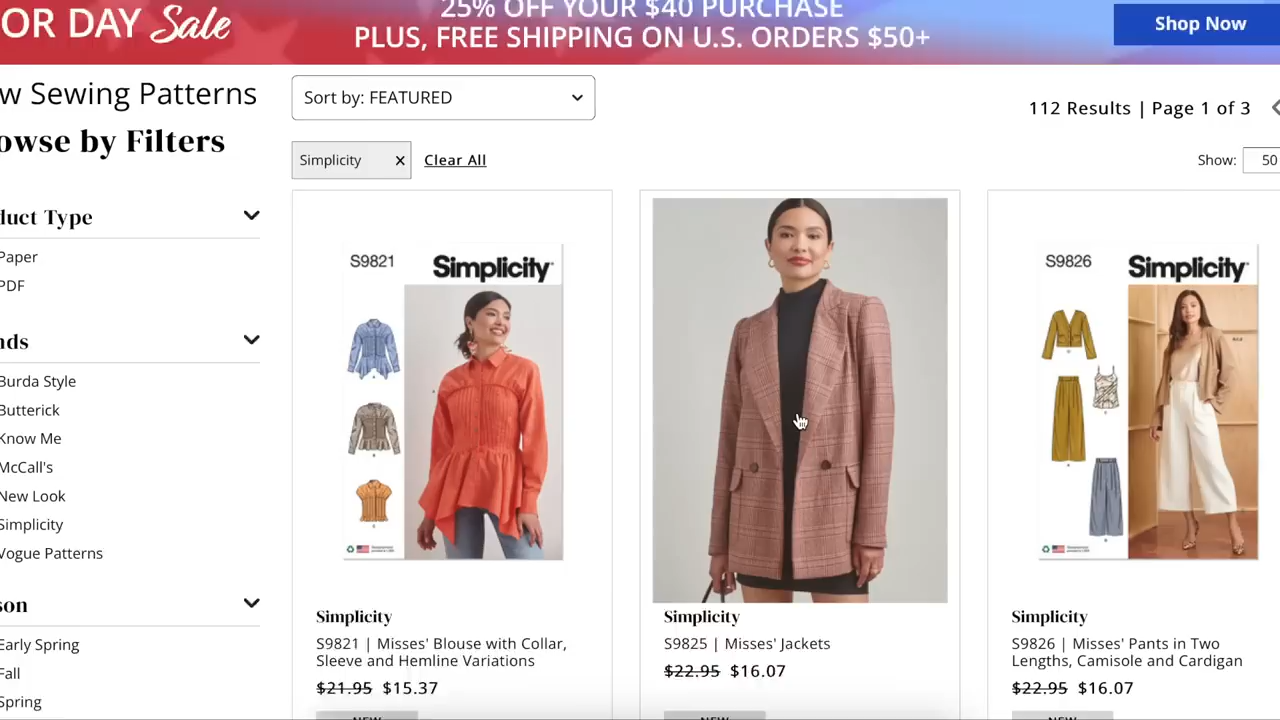 OR DAY Sale
25% OFF YOUR $40 PURCHASE
PLUS, FREE SHIPPING ON U.S. ORDERS $50+
Shop Now
w Sewing Patterns
owse by Filters
Sort by: FEATURED
112 Results | Page 1 of 3
Simplicity
Clear All
Show: 50
duct Type
Paper
PDF
nds
Burda Style
Butterick
Know Me
McCall's
New Look
Simplicity
Vogue Patterns
son
Early Spring
Fall
Spring
S9821
Simplicity
Simplicity
S9821 | Misses' Blouse with Collar,
Sleeve and Hemline Variations
$21.95 $15.37
NEW
Simplicity
S9825 | Misses' Jackets
$22.95 $16.07
NEW
S9826
Simplicity
Simplicity
S9826 | Misses' Pants in Two
Lengths, Camisole and Cardigan
$22.95 $16.07
NEW